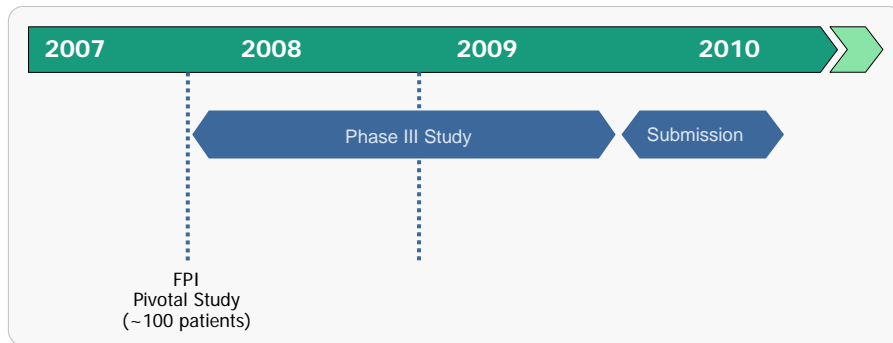 2007 2008 2009 2010
Phase III Study Submission
FPI
Pivotal Study
(~100 patients)